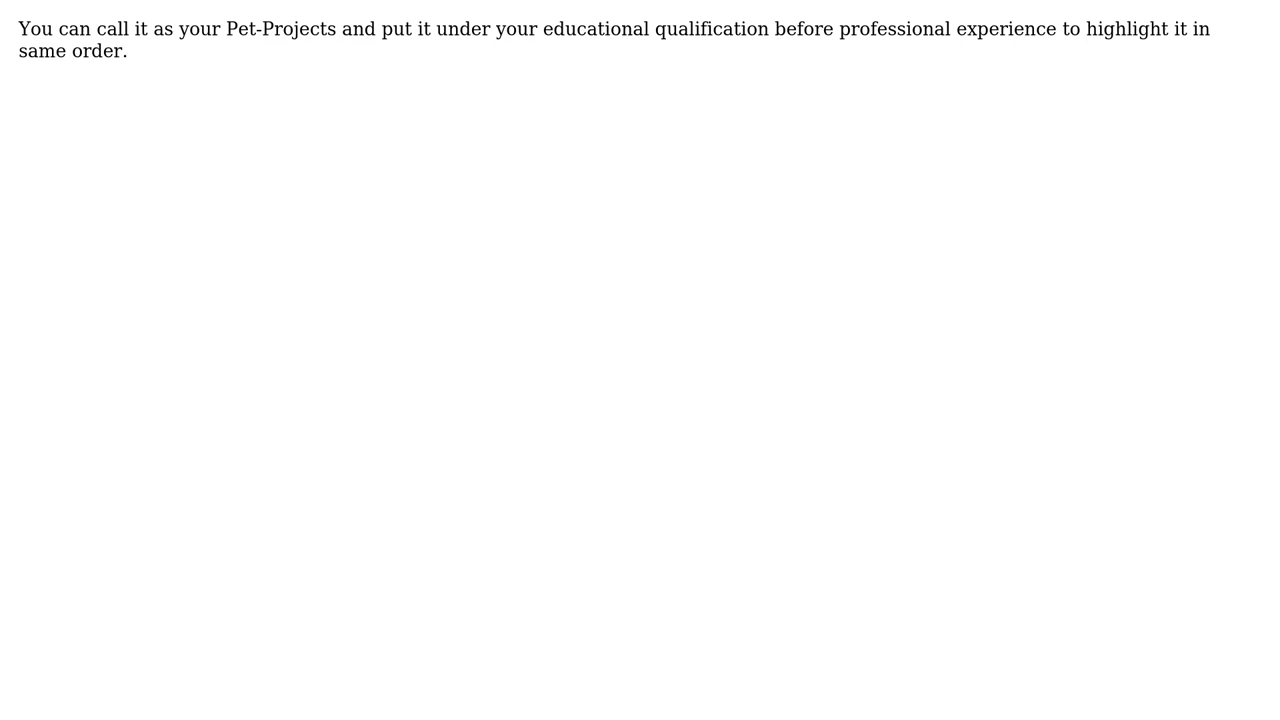 You can call it as your Pet-Projects and put it under your educational qualification before professional experience to highlight it in
same order.